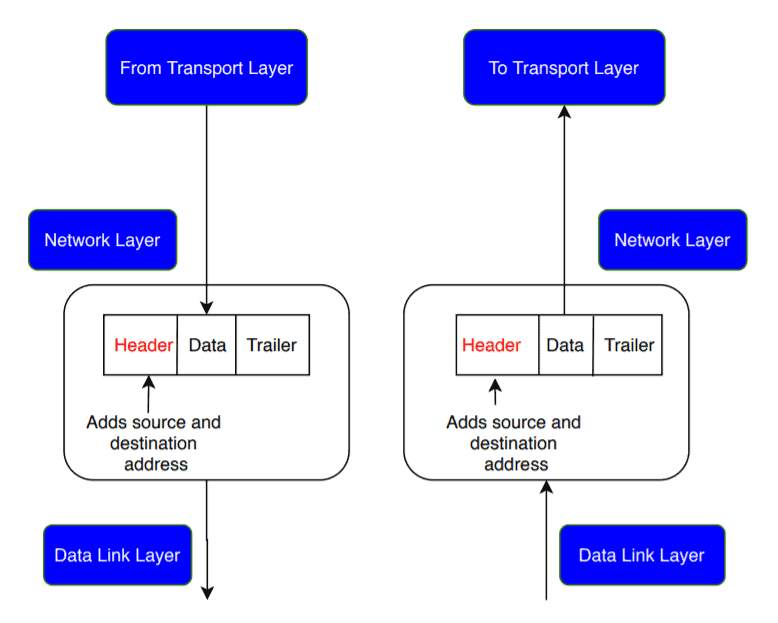 From Transport Layer
To Transport Layer
Network Layer
Network Layer
Header Data Trailer
Header Data Trailer
Adds source and
destination
address
Adds source and
destination
address
Data Link Layer
Data Link Layer